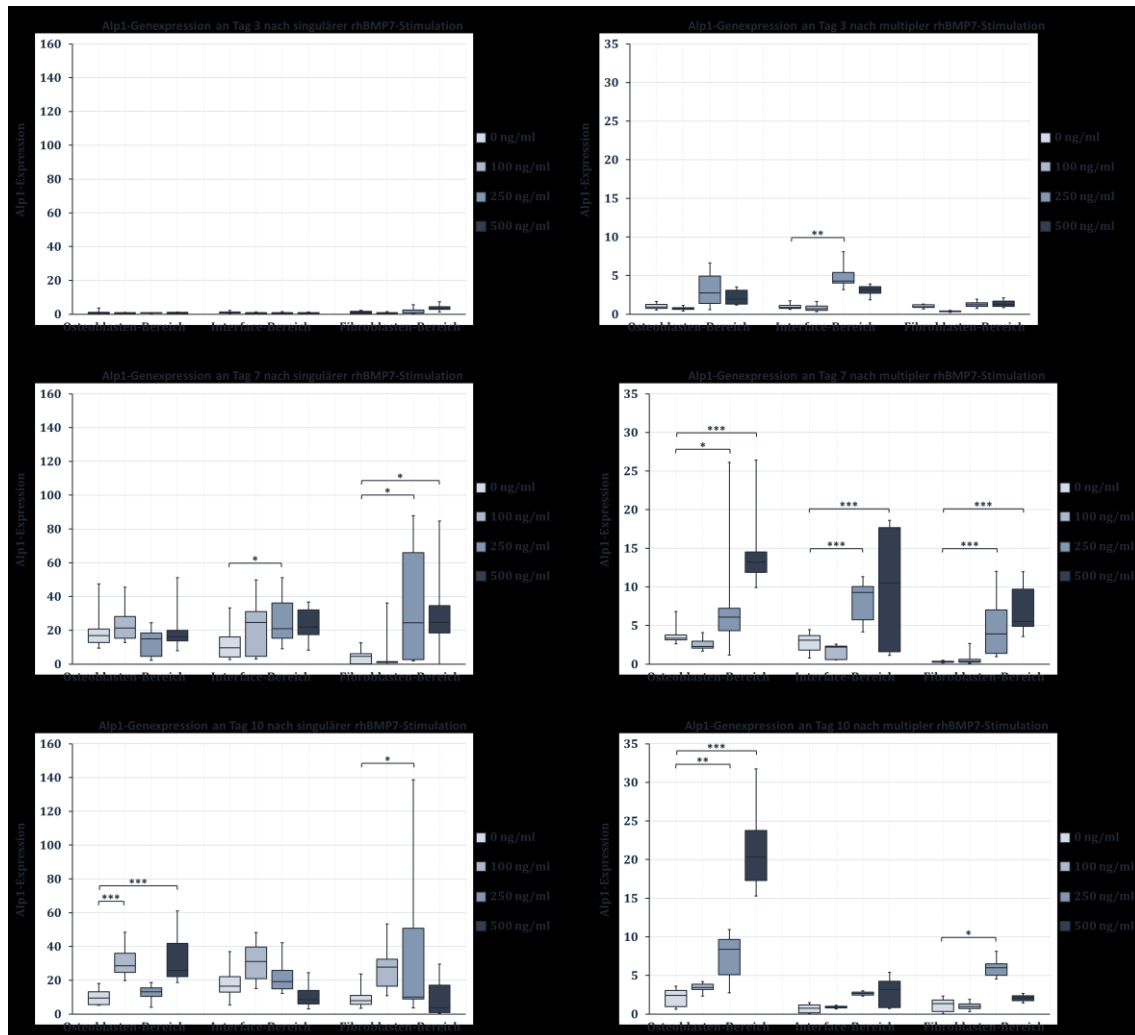 Alp1-Genexpression an Tag 3 nach singulärer rhBMP7-Stimulation
160
140
120
100
80
60
40
20
0
Alp1-Expression
Osteoblasten-Bereich Interface-Bereich Fibroblasten-Bereich
0 ng/ml
100 ng/ml
250 ng/ml
500 ng/ml
Alp1-Genexpression an Tag 3 nach multipler rhBMP7-Stimulation
35
30
25
20
15
10
5
0
Alp1-Expression
**
Osteoblasten-Bereich Interface-Bereich Fibroblasten-Bereich
0 ng/ml
100 ng/ml
250 ng/ml
500 ng/ml
Alp1-Genexpression an Tag 7 nach singulärer rhBMP7-Stimulation
160
140
120
100
80
60
40
20
0
Alp1-Expression
*
*
*
Osteoblasten-Bereich Interface-Bereich Fibroblasten-Bereich
0 ng/ml
100 ng/ml
250 ng/ml
500 ng/ml
Alp1-Genexpression an Tag 7 nach multipler rhBMP7-Stimulation
35
30
25
20
15
10
5
0
Alp1-Expression
***
*
***
***
***
***
Osteoblasten-Bereich Interface-Bereich Fibroblasten-Bereich
0 ng/ml
100 ng/ml
250 ng/ml
500 ng/ml
Alp1-Genexpression an Tag 10 nach singulärer rhBMP7-Stimulation
160
140
120
100
80
60
40
20
0
Alp1-Expression
*
***
***
Osteoblasten-Bereich Interface-Bereich Fibroblasten-Bereich
0 ng/ml
100 ng/ml
250 ng/ml
500 ng/ml
Alp1-Genexpression an Tag 10 nach multipler rhBMP7-Stimulation
35
30
25
20
15
10
5
0
Alp1-Expression
***
**
*
Osteoblasten-Bereich Interface-Bereich Fibroblasten-Bereich
0 ng/ml
100 ng/ml
250 ng/ml
500 ng/ml